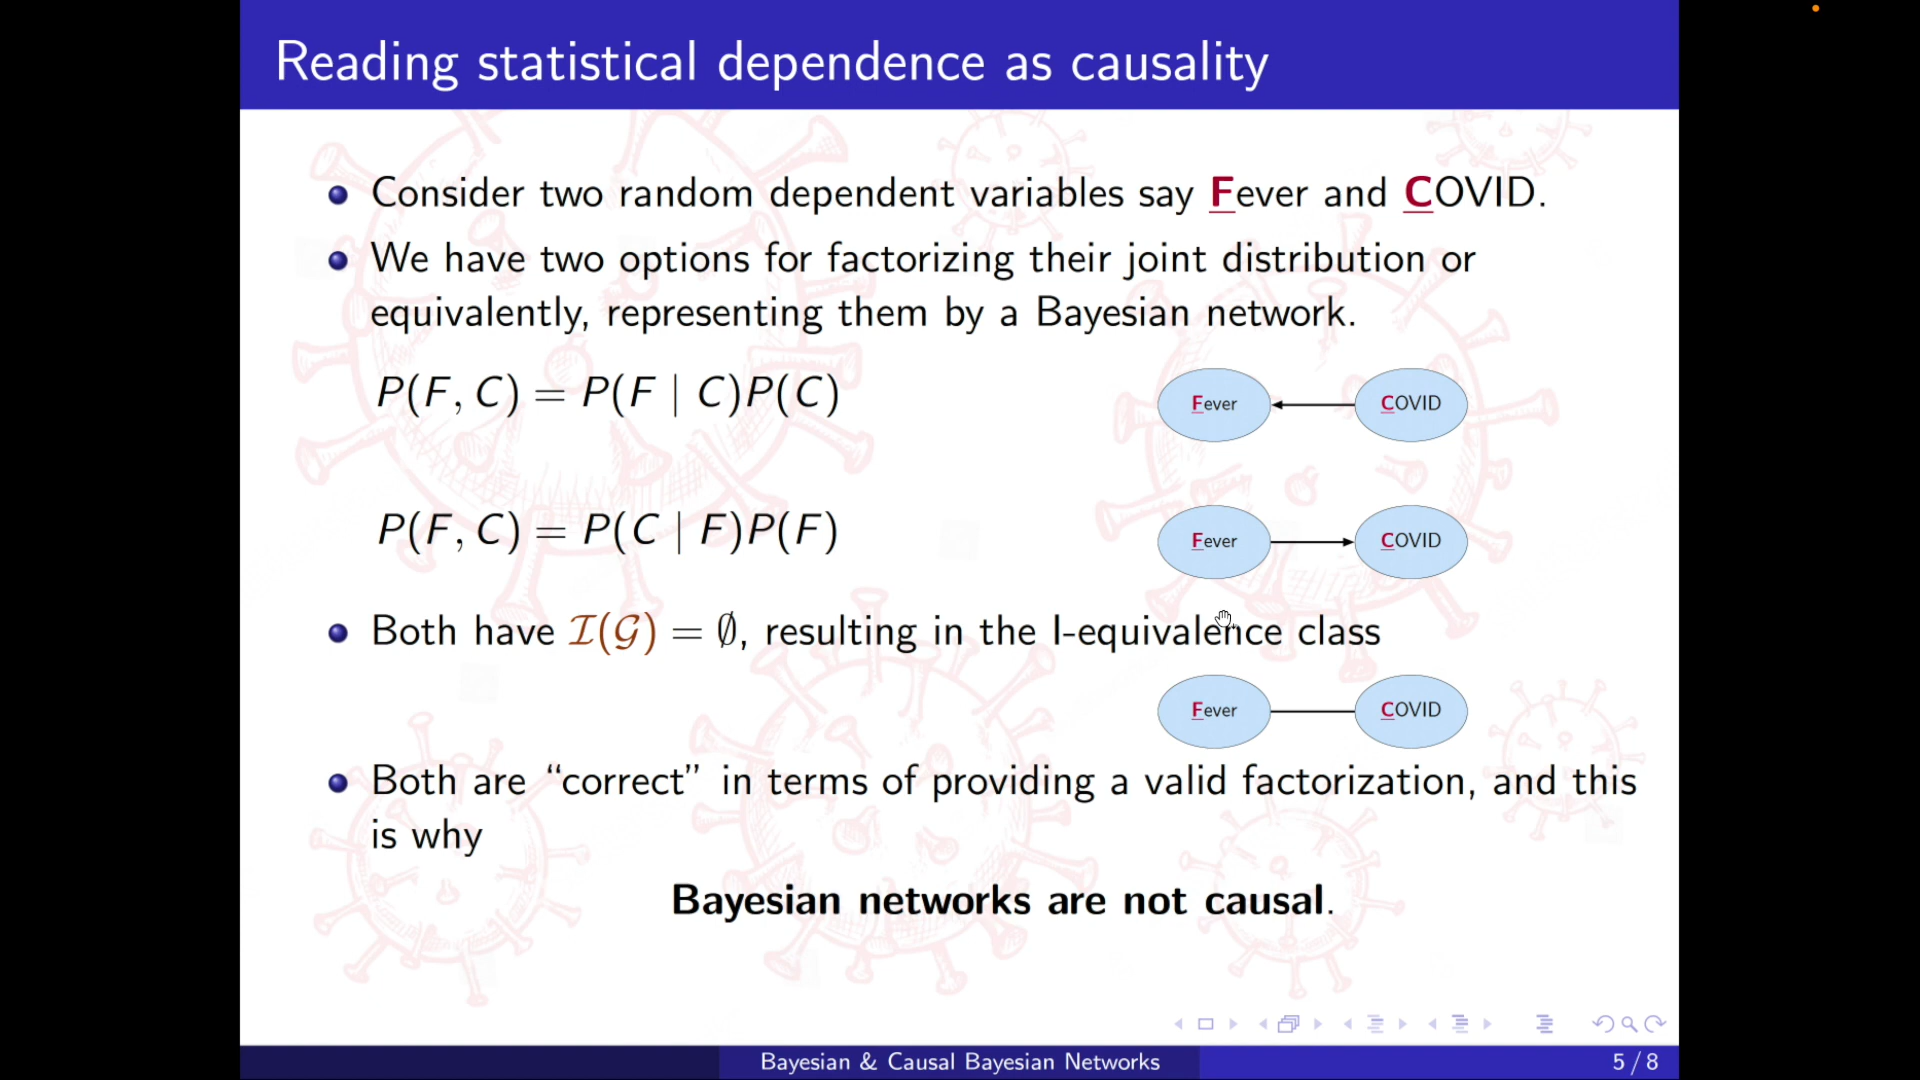 Reading statistical dependence as causality
Consider two random dependent variables say Fever and COVID.
We have two options for factorizing their joint distribution or
equivalently, representing them by a Bayesian network.
P(F, C) = P(F | C)P(C)
Fever
COVID
P(F, C) = P(C | F)P(F)
Fever
COVID
Both have I(G) = ∅, resulting in the I-equivalence class
Fever
COVID
Both are “correct” in terms of providing a valid factorization, and this
is why
Bayesian networks are not causal.
Bayesian & Causal Bayesian Networks
5 / 8